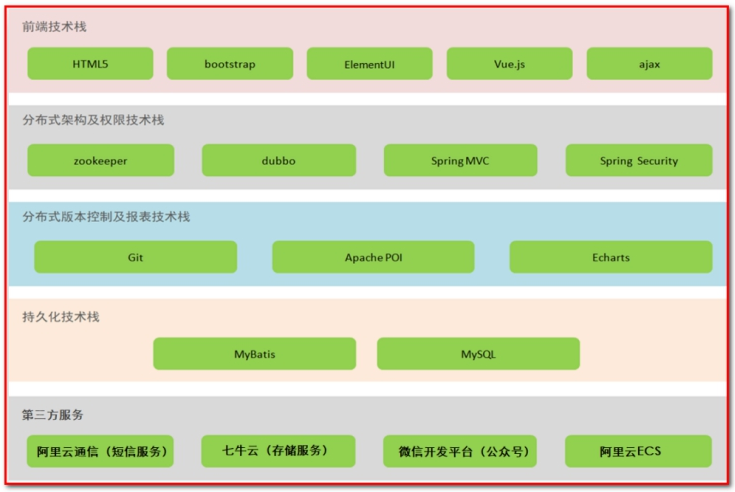 前端技术栈
HTML5 bootstrap ElementUI Vue.js ajax
分布式架构及权限技术栈
zookeeper dubbo Spring MVC Spring Security
分布式版本控制及报表技术栈
Git Apache POI Echarts
持久化技术栈
MyBatis MySQL
第三方服务
阿里云通信（短信服务） 七牛云（存储服务） 微信开发平台（公众号） 阿里云ECS